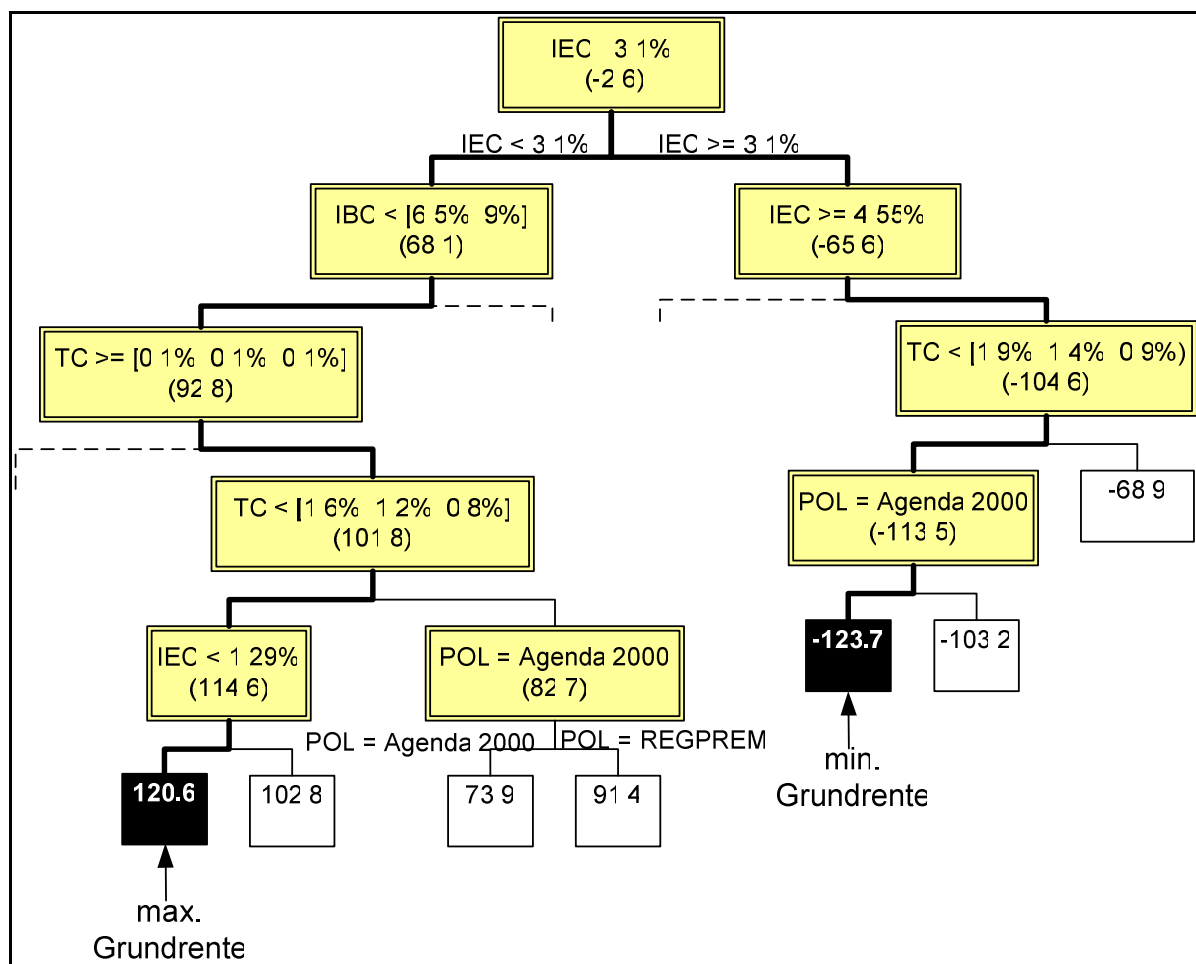 IEC 3 1%
(-2 6)
IEC < 3 1% IEC >= 3 1%
IBC < [6 5% 9%]
(68 1)
IEC >= 4 55%
(-65 6)
TC >= [0 1% 0 1% 0 1%]
(92 8)
TC < [1 9% 1 4% 0 9%)
(-104 6)
TC < [1 6% 1 2% 0 8%]
(101 8)
POL = Agenda 2000
(-113 5)
-68 9
IEC < 1 29%
(114 6)
POL = Agenda 2000
(82 7)
-123.7
-103 2
POL = Agenda 2000 POL = REGPREM
120.6
102 8
73 9
91 4
min.
Grundrente
max.
Grundrente